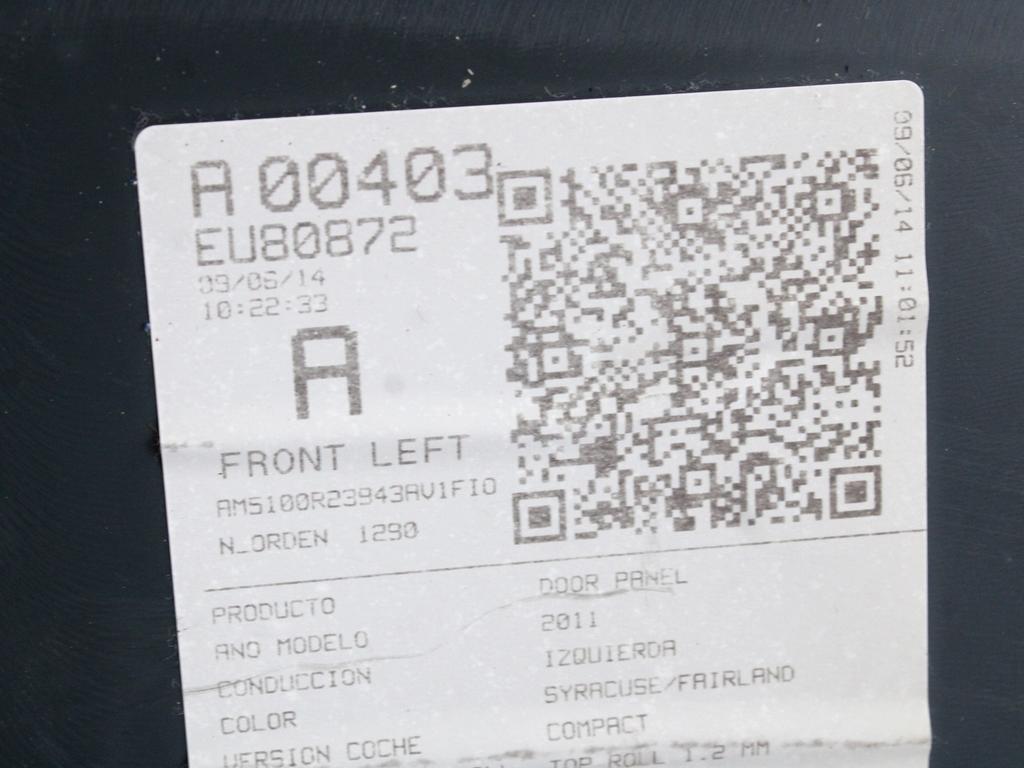 A 00403
EU80872
09/06/14
10:22:33
A
FRONT LEFT
AM5100R23943AV1FIO
N_ORDEN 1290
09/06/14 11:01:52
PRODUCTO DOOR PANEL
ANO MODELO 2011
CONDUCCION IZQUIERDA
COLOR SYRACUSE/FAIRLAND
VERSION COCHE COMPACT
TOP ROLL 1.2 MM